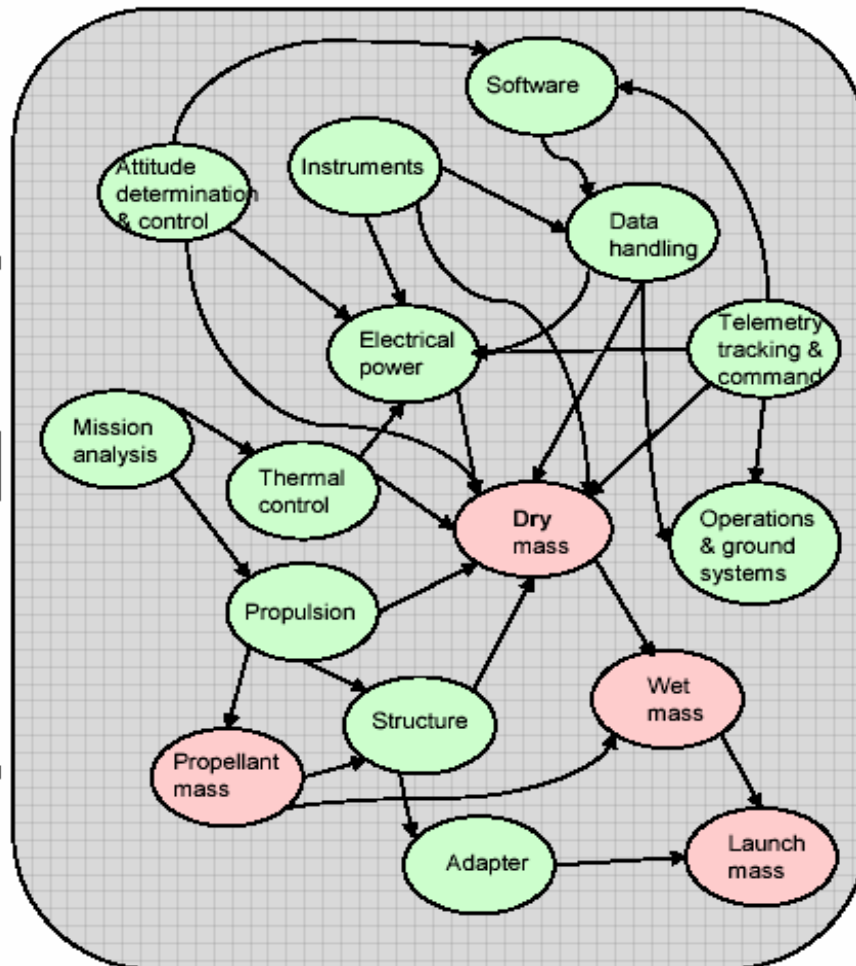 Software
Attitude
determination
& control
Instruments
Data
handling
Electrical
power
Telemetry
tracking &
command
Mission
analysis
Thermal
control
Dry
mass
Operations
& ground
systems
Propulsion
Wet
mass
Structure
Propellant
mass
Adapter
Launch
mass